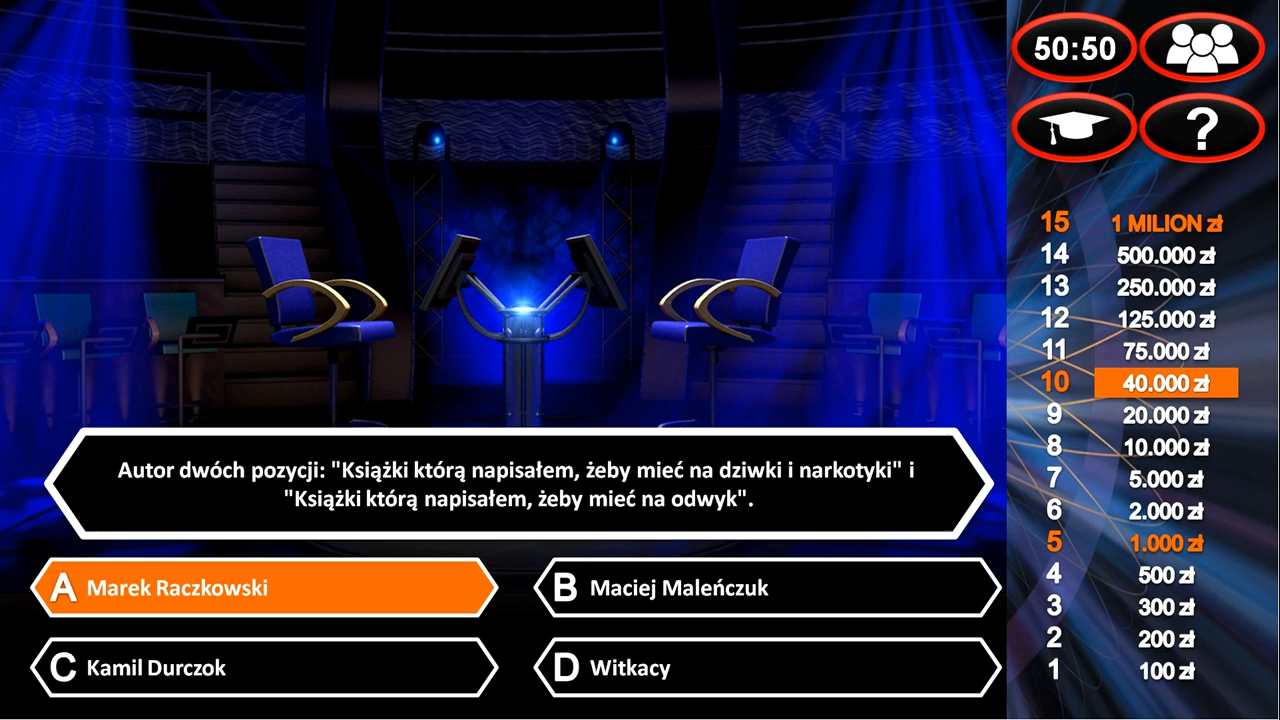 50:50
?
15 1 MILION zł
14 500.000 zł
13 250.000 zł
12 125.000 zł
11 75.000 zł
10 40.000 zł
9 20.000 zł
8 10.000 zł
7 5.000 zł
6 2.000 zł
5 1.000 zł
4 500 zł
3 300 zł
2 200 zł
1 100 zł
Autor dwóch pozycji: "Książki którą napisałem, żeby mieć na dziwki i narkotyki" i
"Książki którą napisałem, żeby mieć na odwyk".
A Marek Raczkowski
B Maciej Maleńczuk
C Kamil Durczok
D Witkacy